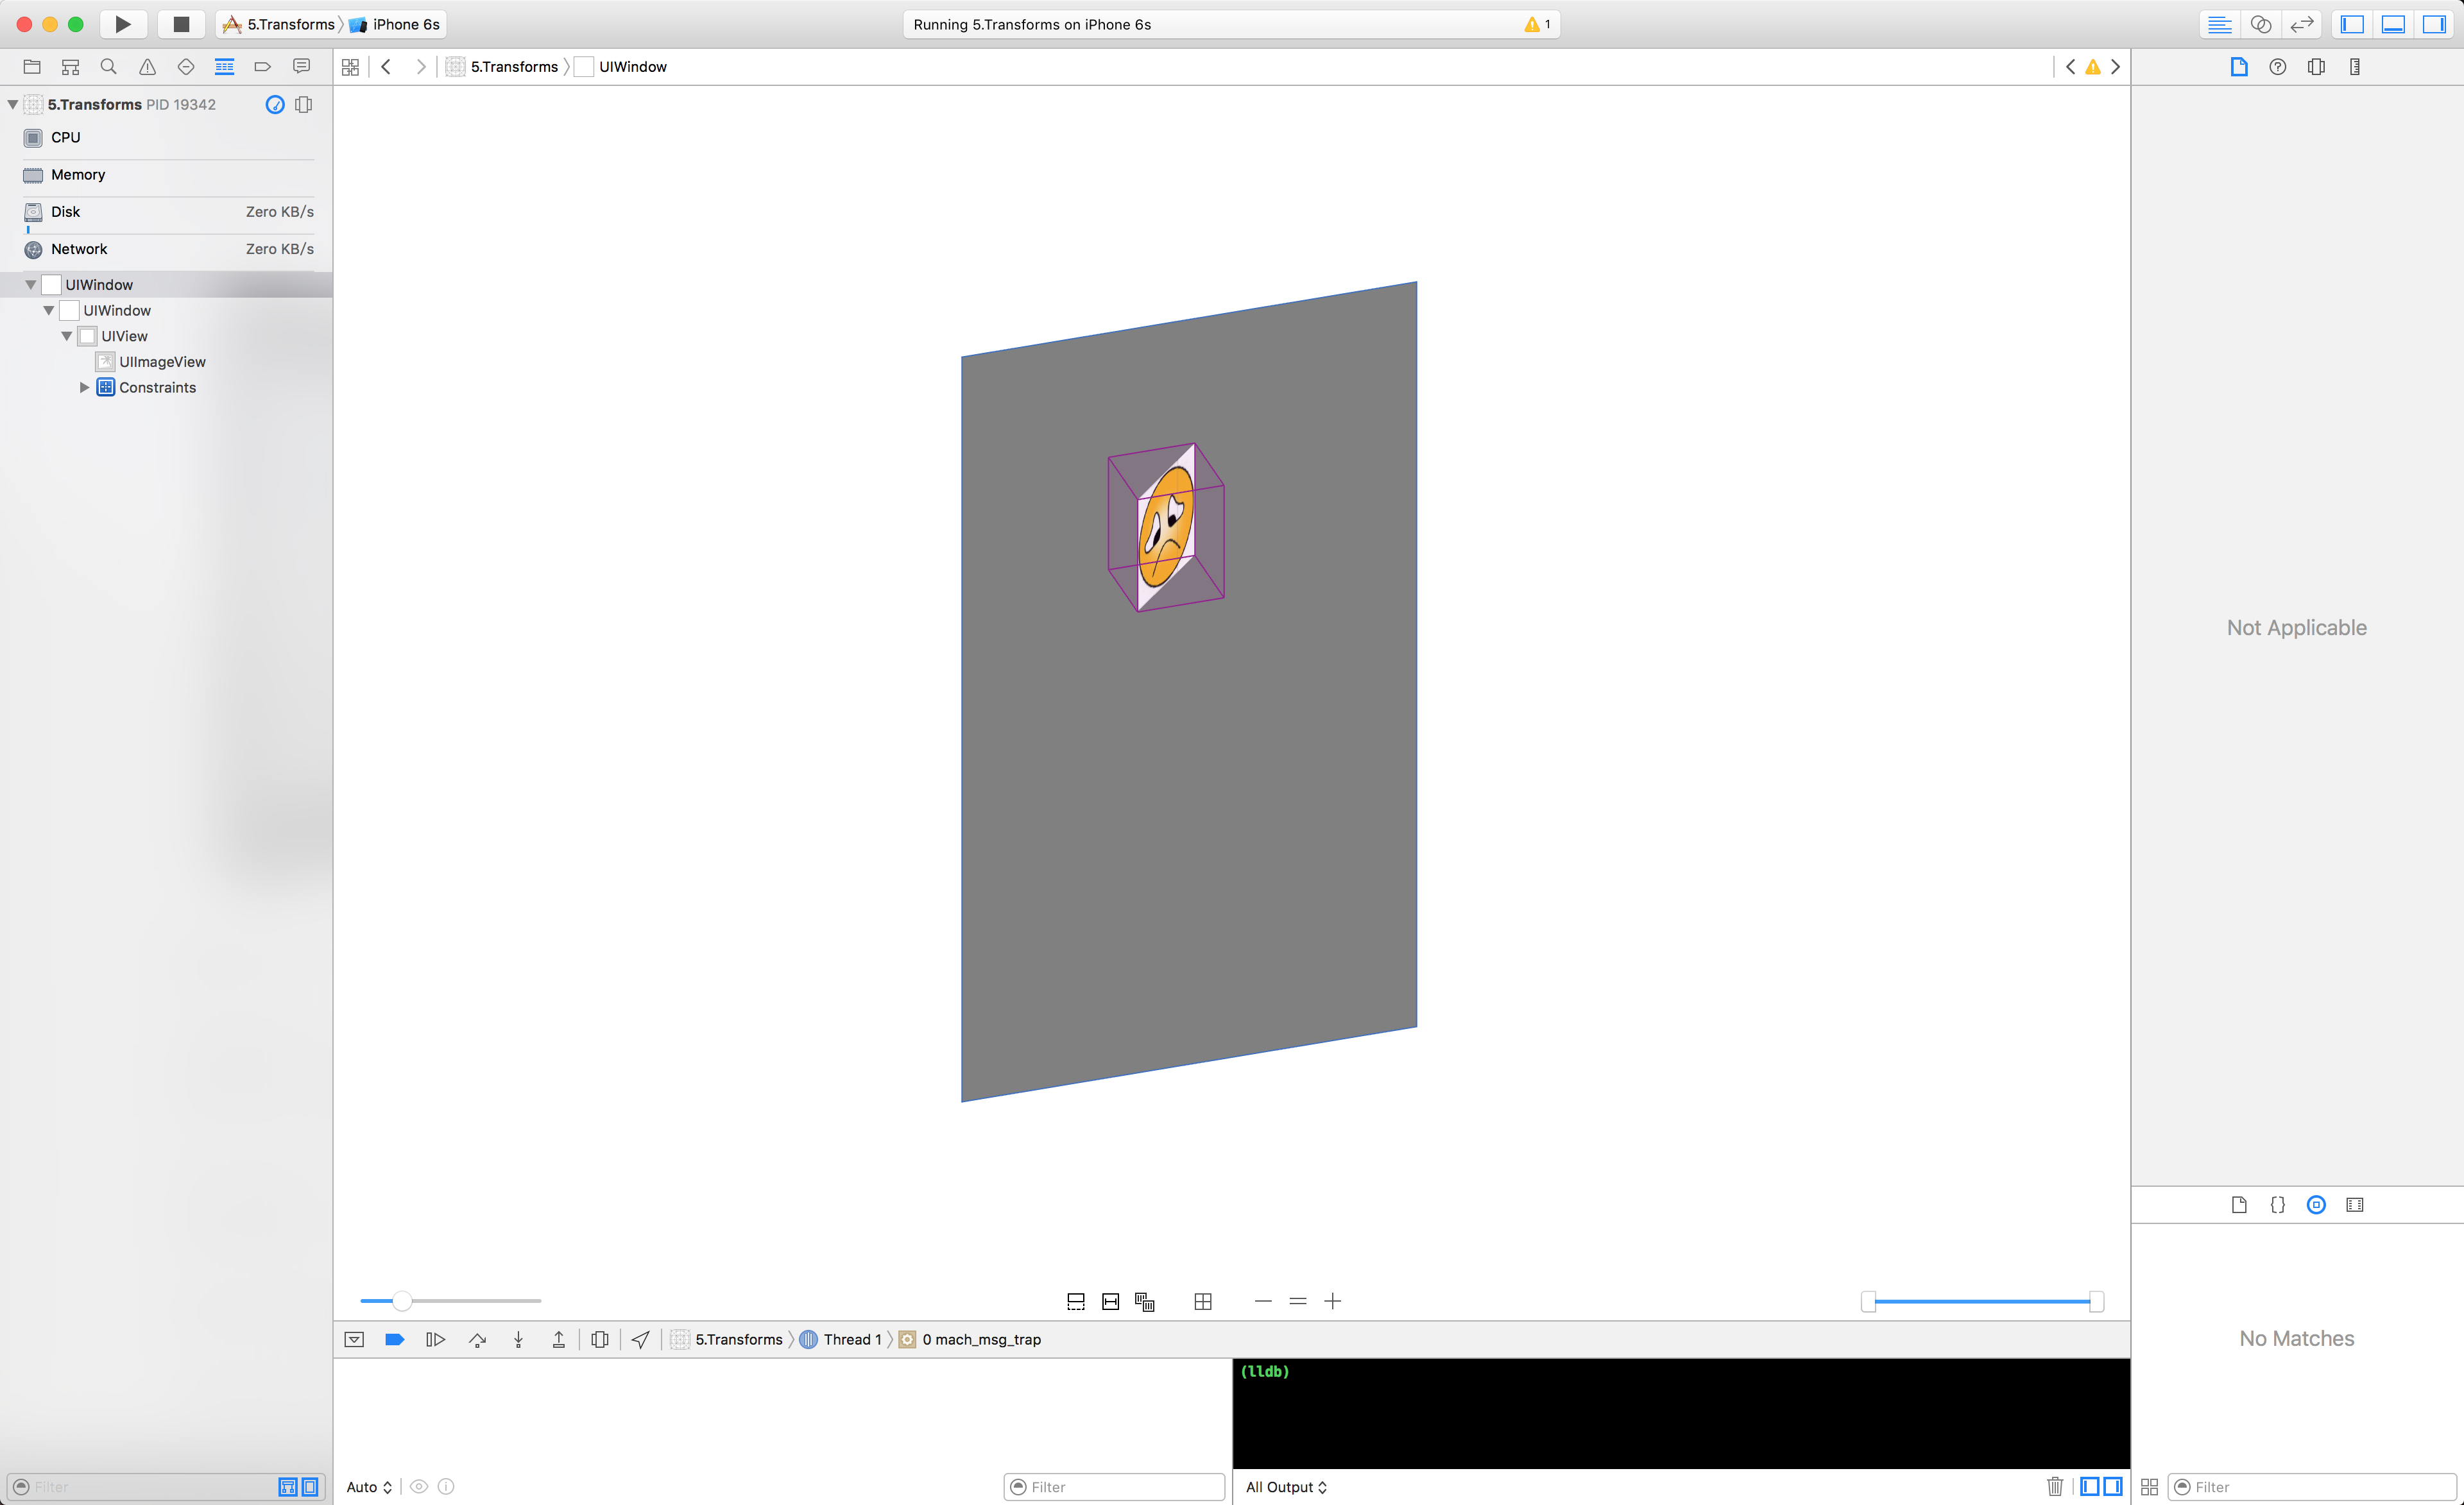 5.Transforms
iPhone 6s
Running 5.Transforms on iPhone 6s
1
5.Transforms
UIWindow
5.Transforms PID 19342
CPU
Memory
Disk Zero KB/s
Network Zero KB/s
UIWindow
UIWindow
UIView
UIImageView
Constraints
Not Applicable
5.Transforms
Thread 1
0 mach_msg_trap
(lldb)
No Matches
Filter
Auto
Filter
All Output
Filter